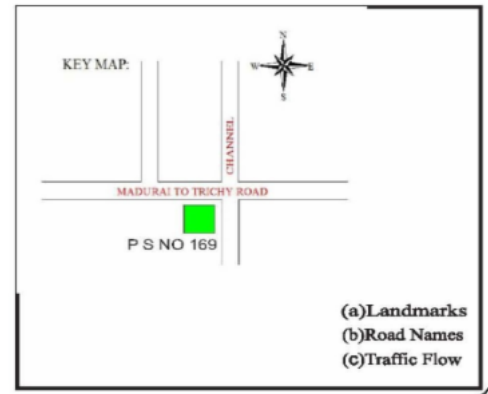 N
KEY MAP:
W E
S
CHANNEL
MADURAI TO TRICHY ROAD
P S NO 169
(a)Landmarks
(b)Road Names
(c)Traffic Flow